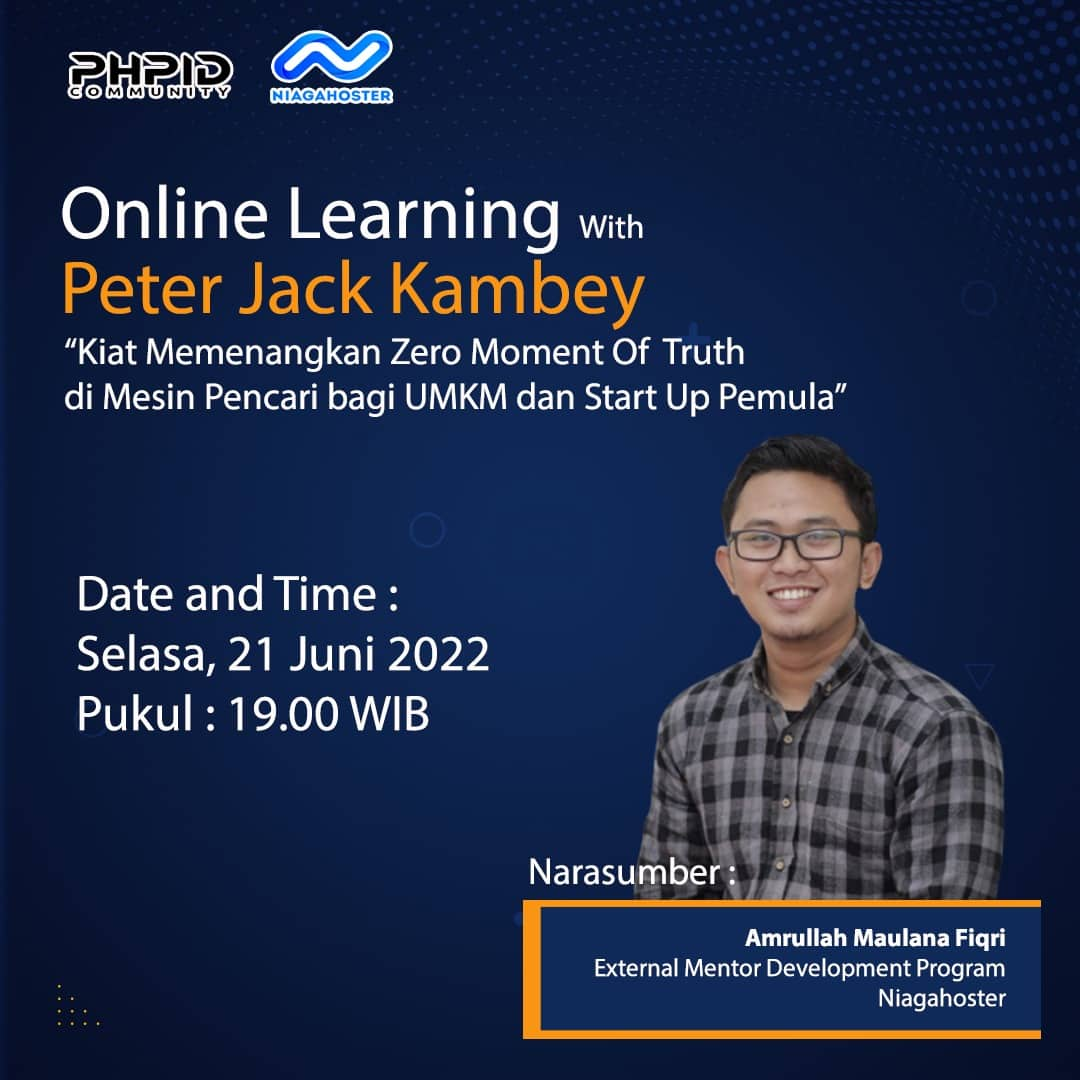 PHPID
COMMUNITY
NIAGAHOSTER
Online Learning With
Peter Jack Kambey
“Kiat Memenangkan Zero Moment Of Truth
di Mesin Pencari bagi UMKM dan Start Up Pemula”
Date and Time :
Selasa, 21 Juni 2022
Pukul : 19.00 WIB
Narasumber :
Amrullah Maulana Fiqri
External Mentor Development Program
Niagahoster